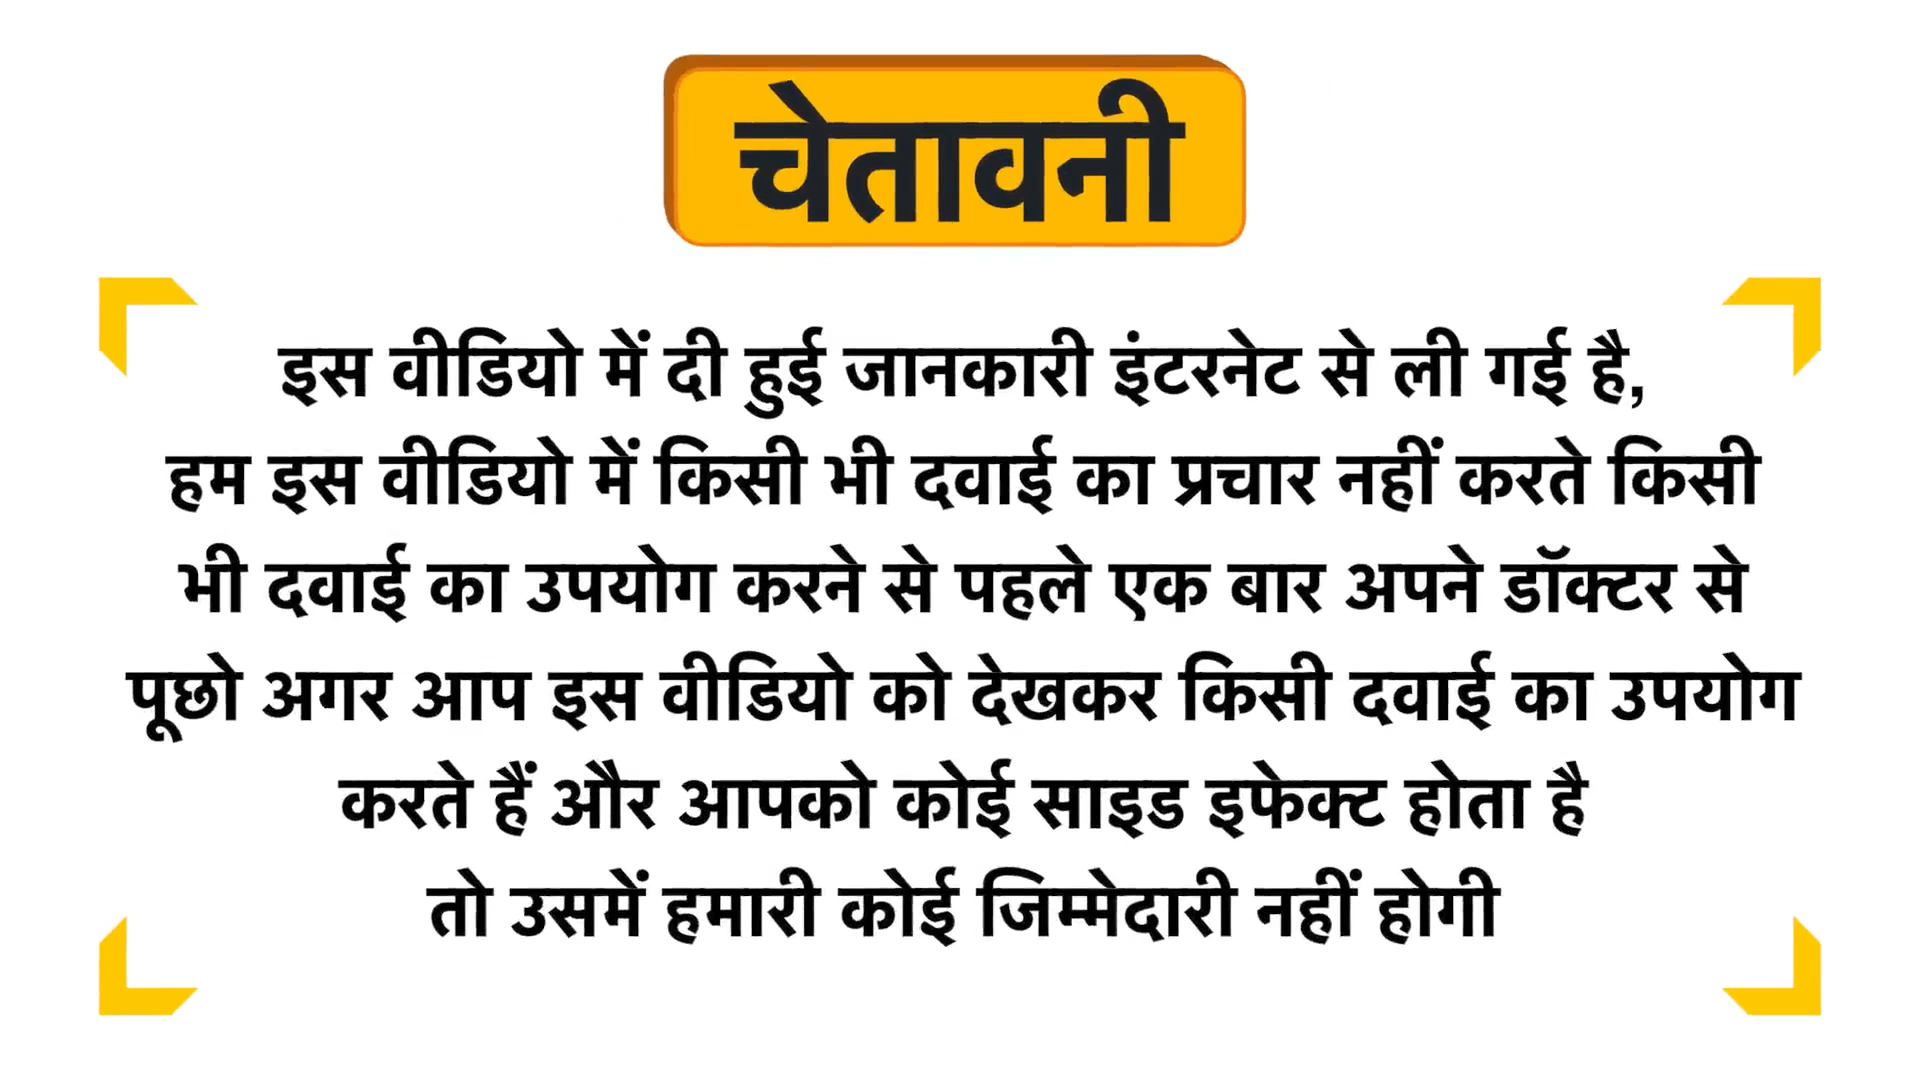 चेतावनी
इस वीडियो में दी हुई जानकारी इंटरनेट से ली गई है,
हम इस वीडियो में किसी भी दवाई का प्रचार नहीं करते किसी
भी दवाई का उपयोग करने से पहले एक बार अपने डॉक्टर से
पूछो अगर आप इस वीडियो को देखकर किसी दवाई का उपयोग
करते हैं और आपको कोई साइड इफेक्ट होता है
तो उसमें हमारी कोई जिम्मेदारी नहीं होगी